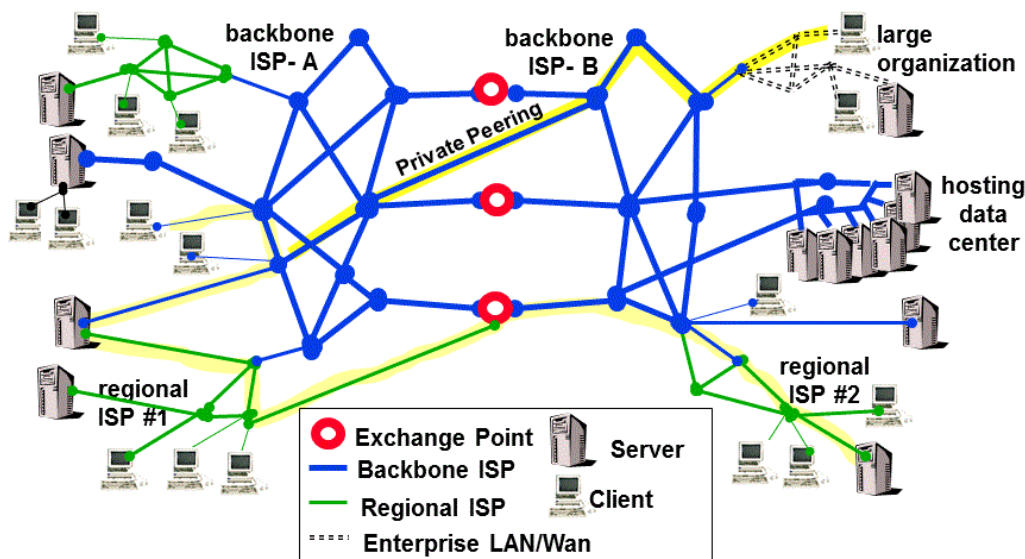 backbone
ISP- A
backbone
ISP- B
large
organization
Private Peering
hosting
data
center
regional
ISP #1
regional
ISP #2
Exchange Point
Server
Backbone ISP
Client
Regional ISP
Enterprise LAN/Wan